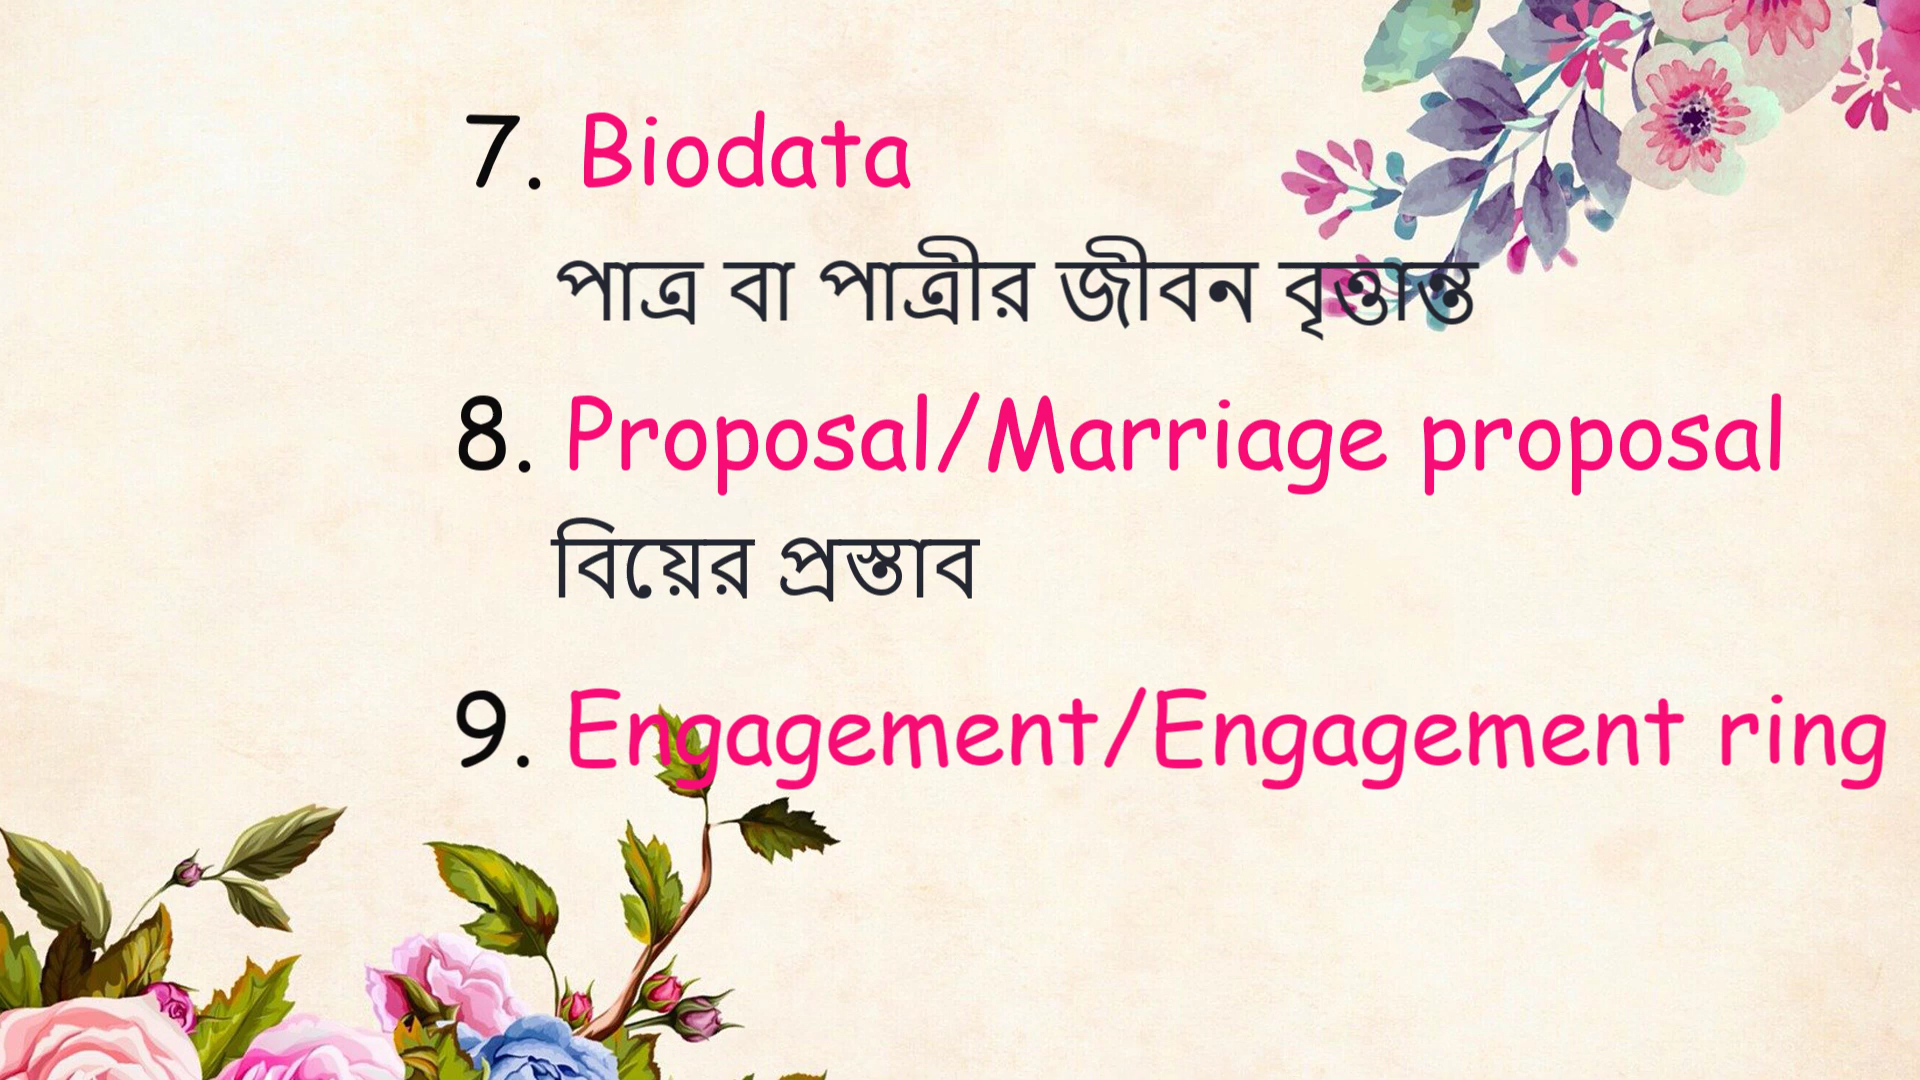 7. Biodata
পাত্র বা পাত্রীর জীবন বৃত্তান্ত
8. Proposal/Marriage proposal
বিয়ের প্রস্তাব
9. Engagement/Engagement ring